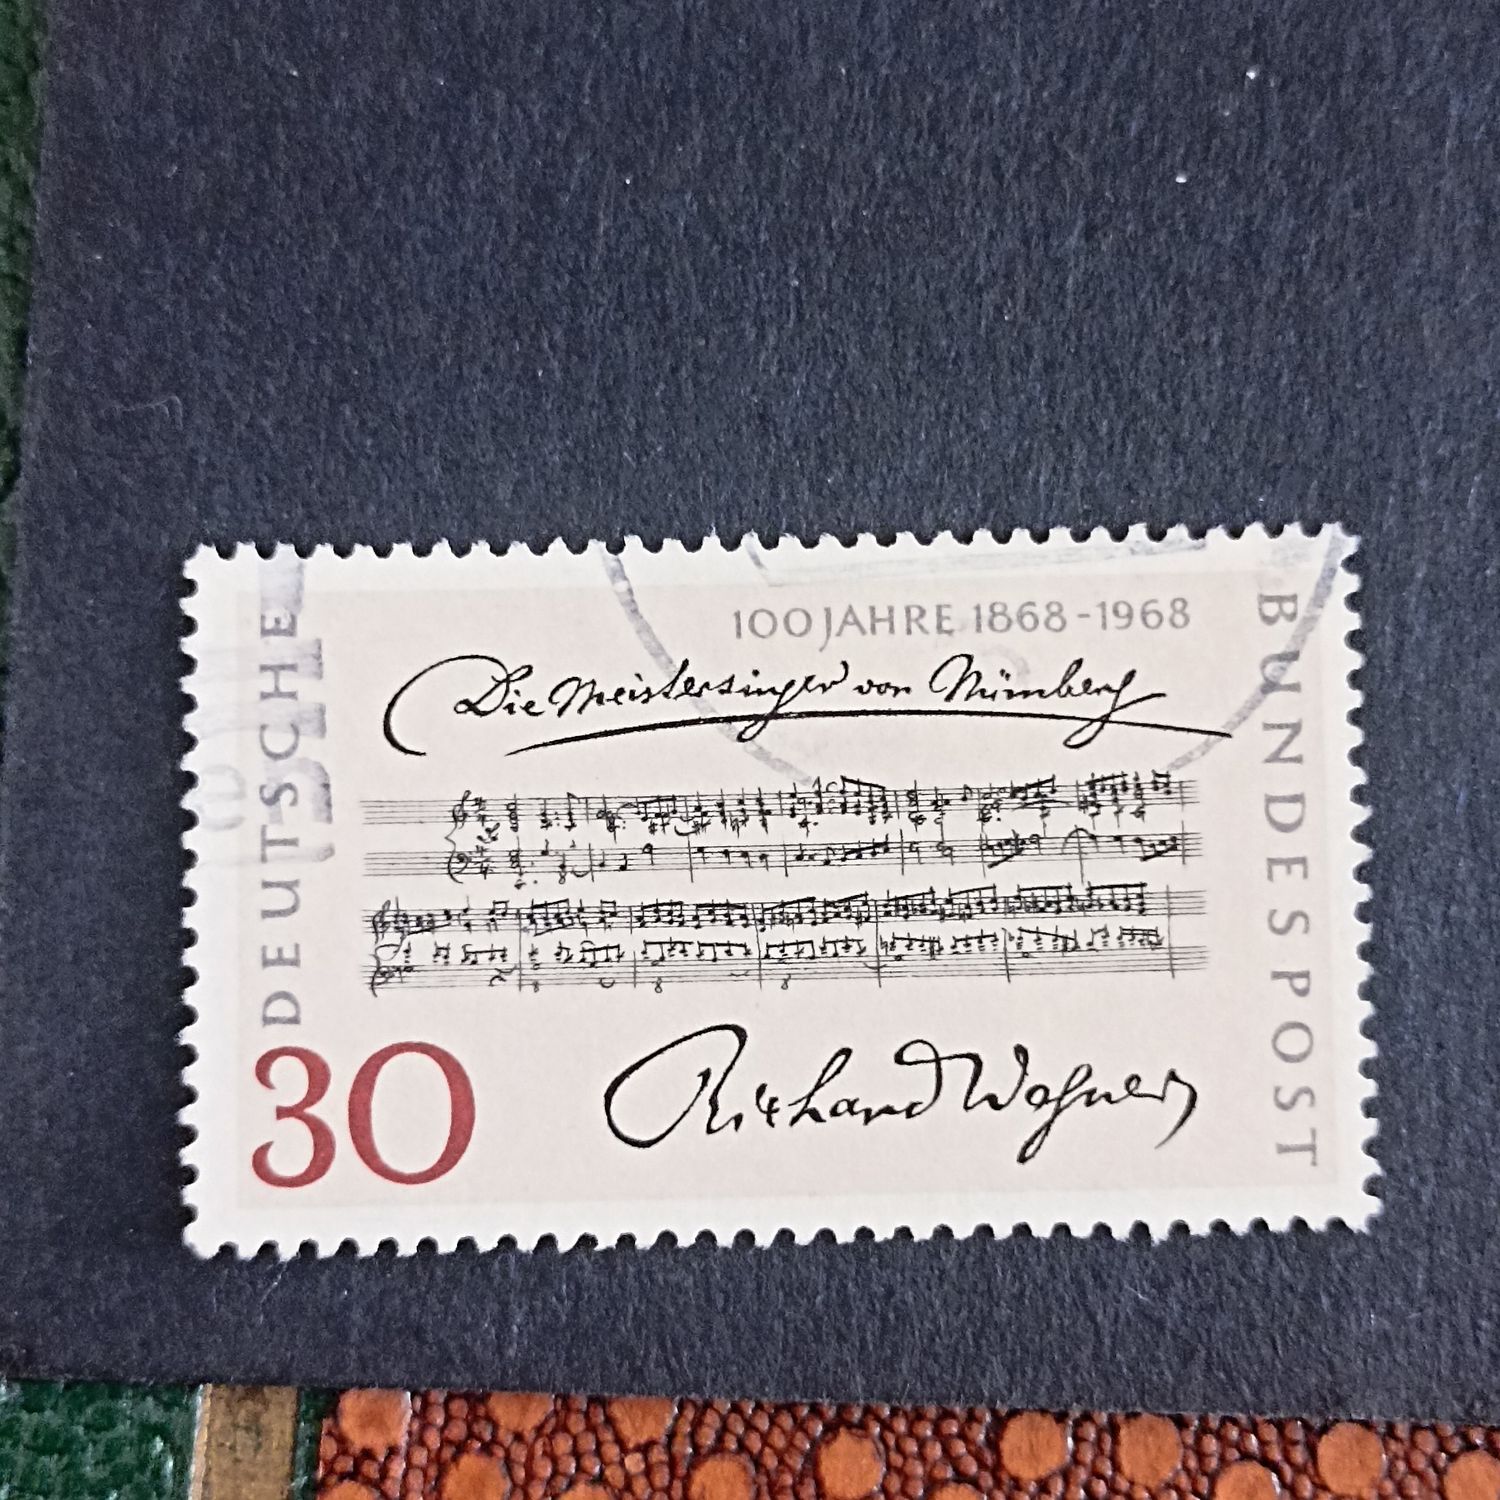 100 JAHRE 1868-1968
Die Meistersinger von Nürnberg
DEUTSCHE
BUNDESPOST
30
Richard Wagner